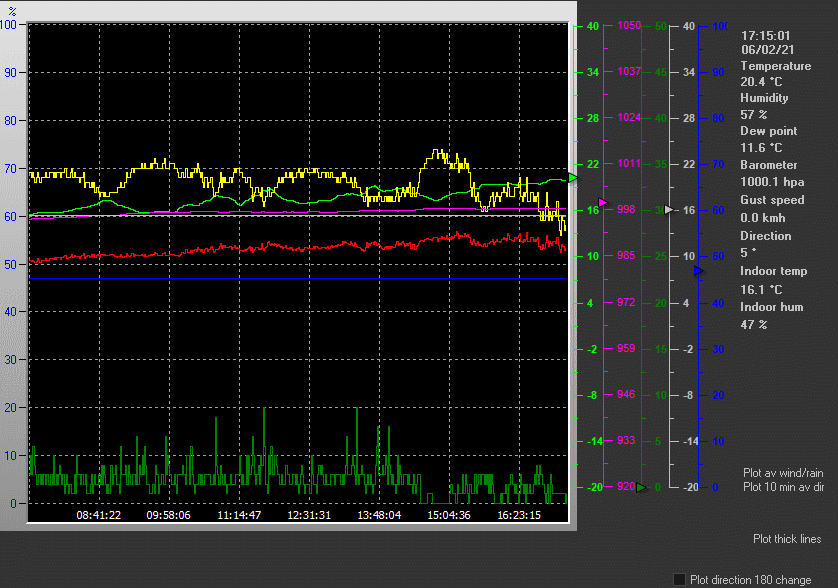 %
100
90
80
70
60
50
40
30
20
10
0
08:41:22 09:58:06 11:14:47 12:31:31 13:48:04 15:04:36 16:23:15
40 1050 50 40 100
34 1037 45 34 90
28 1024 40 28 80
22 1011 35 22 70
16 998 30 16 60
10 985 25 10 50
4 972 20 4 40
-2 959 15 -2 30
-8 946 10 -8 20
-14 933 5 -14 10
-20 920 0 -20 0
17:15:01
06/02/21
Temperature
20.4 °C
Humidity
57 %
Dew point
11.6 °C
Barometer
1000.1 hpa
Gust speed
0.0 kmh
Direction
5 °
Indoor temp
16.1 °C
Indoor hum
47 %
Plot av wind/rain
Plot 10 min av dir
Plot thick lines
Plot direction 180 change